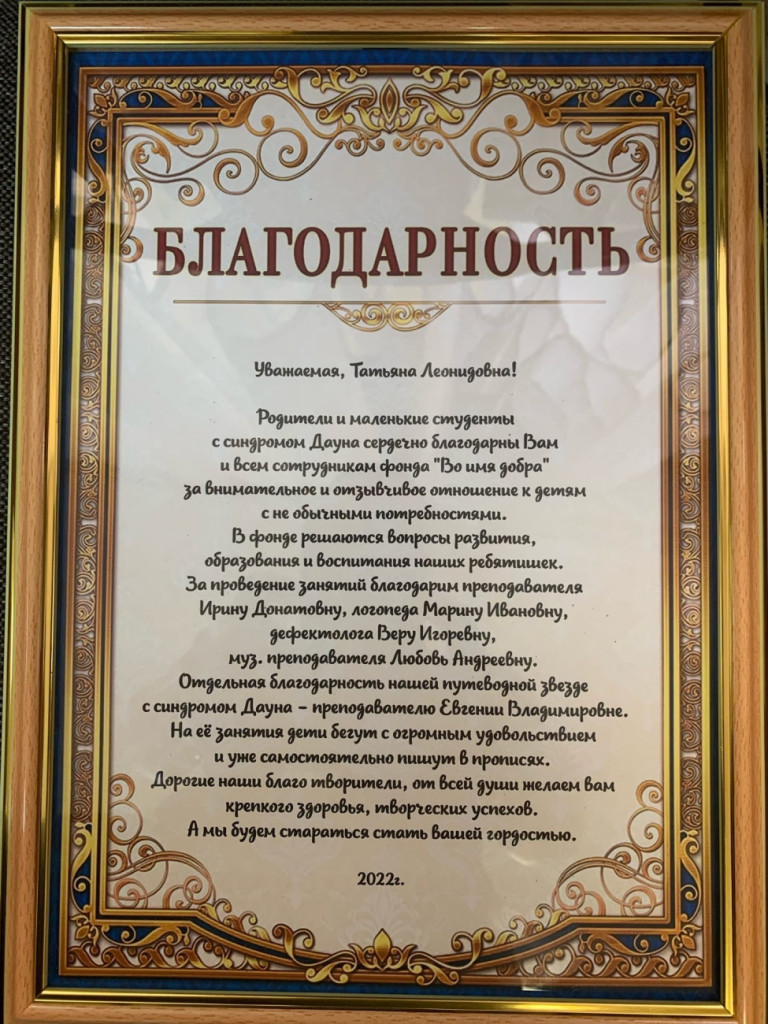 БЛАГОДАРНОСТЬ
Уважаемая, Татьяна Леонидовна!
Родители и маленькие студенты
с синдромом Дауна сердечно благодарны Вам
и всем сотрудникам фонда "Во имя добра"
за внимательное и отзывчивое отношение к детям
с не обычными потребностями.
В фонде решаются вопросы развития,
образования и воспитания наших ребятишек.
За проведение занятий благодарим преподавателя
Ирину Донатовну, логопеда Марину Ивановну,
дефектолога Веру Игоревну,
муз. преподавателя Любовь Андреевну.
Отдельная благодарность нашей путеводной звезде
с синдромом Дауна – преподавателю Евгении Владимировне.
На её занятия дети бегут с огромным удовольствием
и уже самостоятельно пишут в прописях.
Дорогие наши благо творители, от всей души желаем вам
крепкого здоровья, творческих успехов.
А мы будем стараться стать вашей гордостью.
2022г.